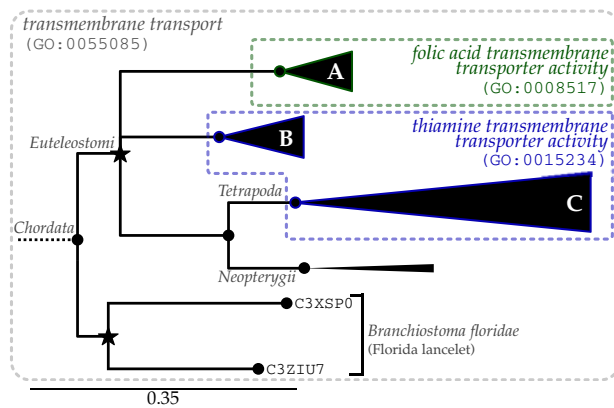 transmembrane transport
(GO:0055085)
folic acid transmembrane
transporter activity
(GO:0008517)
A
Euteleostomi
B
thiamine transmembrane
transporter activity
(GO:0015234)
Tetrapoda
C
Chordata
Neopterygii
C3XSP0
Branchiostoma floridae
(Florida lancelet)
C3ZIU7
0.35